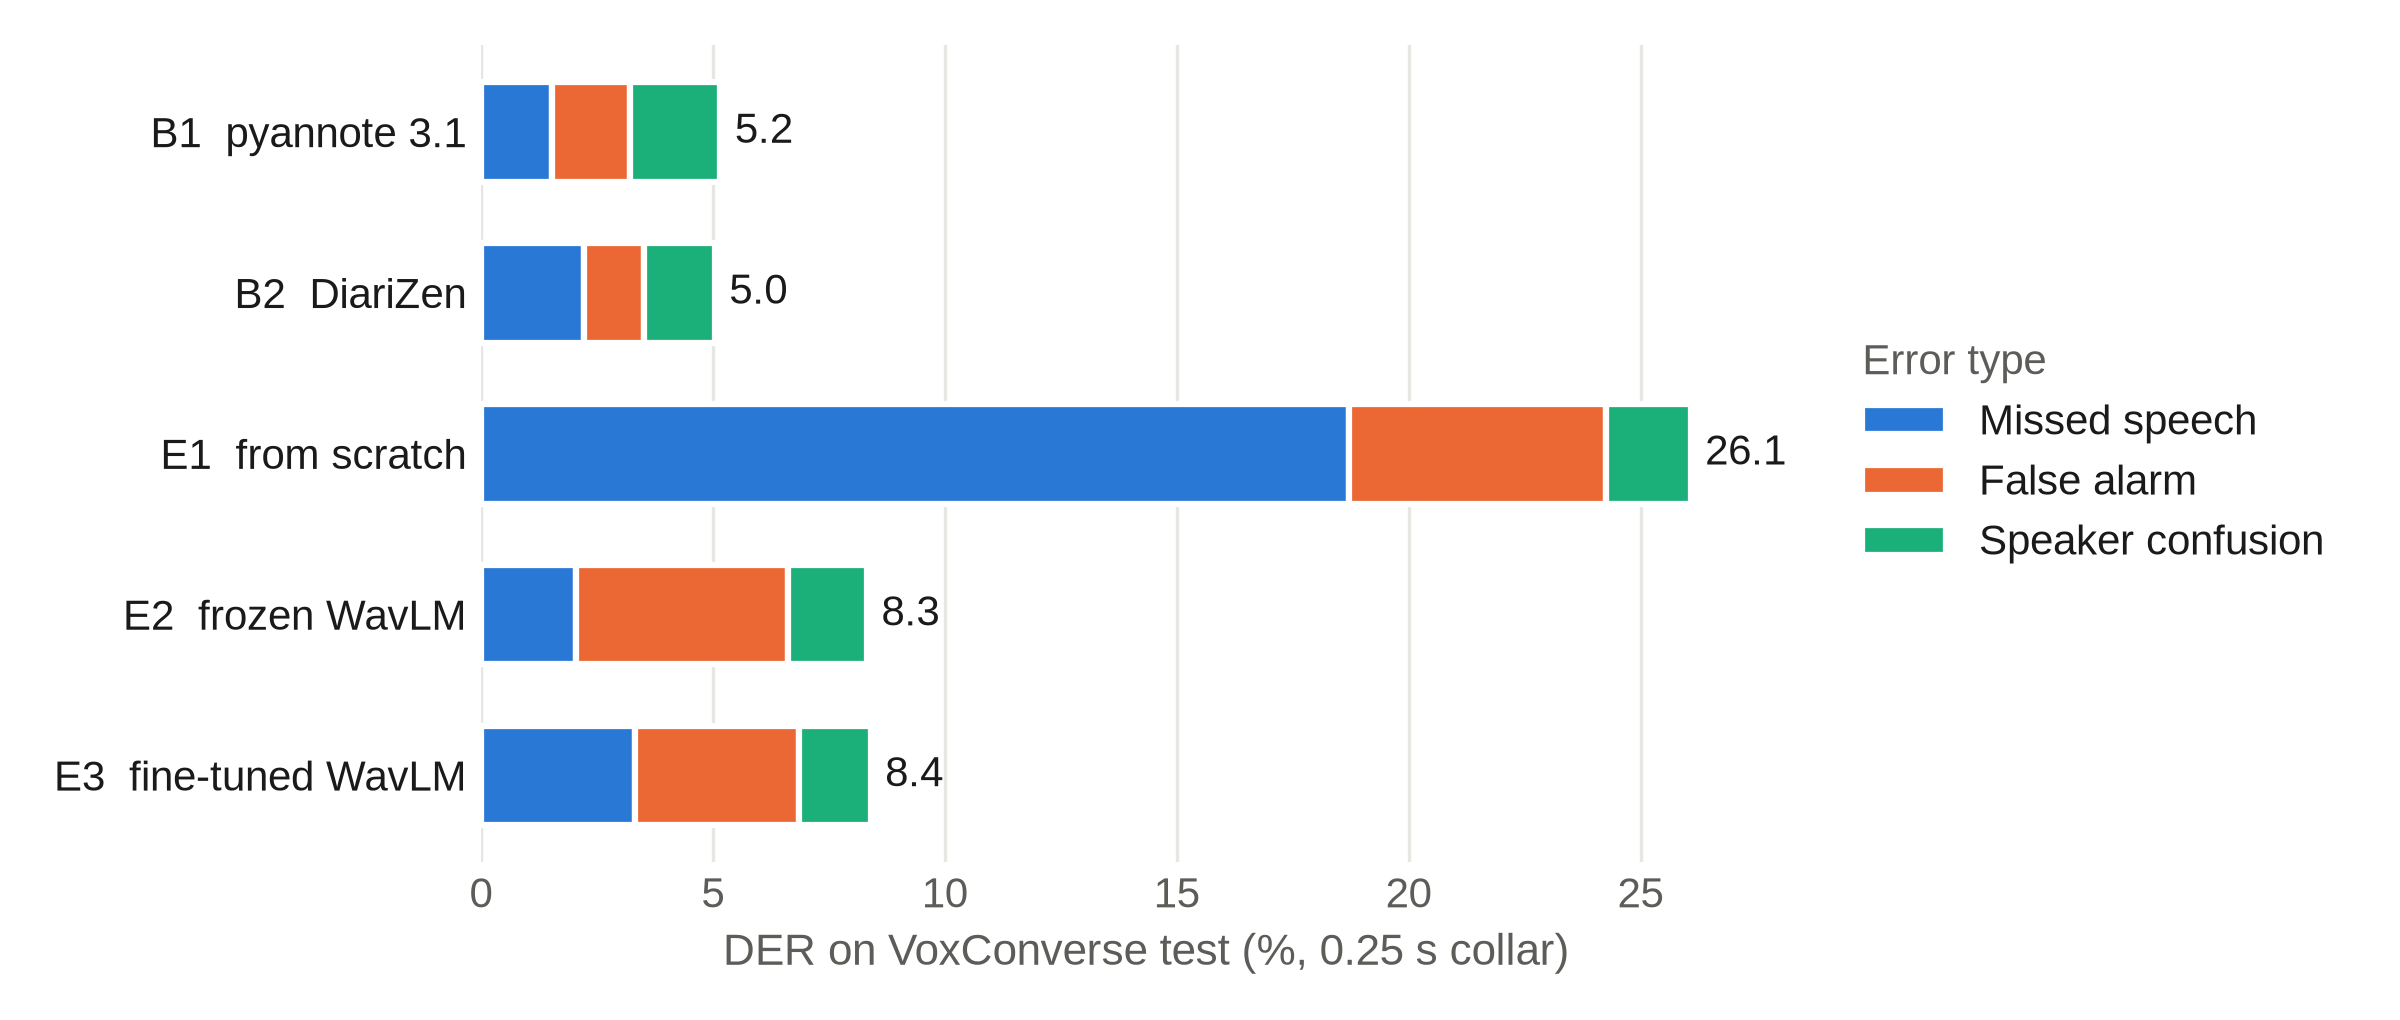 B1 pyannote 3.1 5.2
B2 DiariZen 5.0
E1 from scratch 26.1
E2 frozen WavLM 8.3
E3 fine-tuned WavLM 8.4
0 5 10 15 20 25
DER on VoxConverse test (%, 0.25 s collar)
Error type
Missed speech
False alarm
Speaker confusion